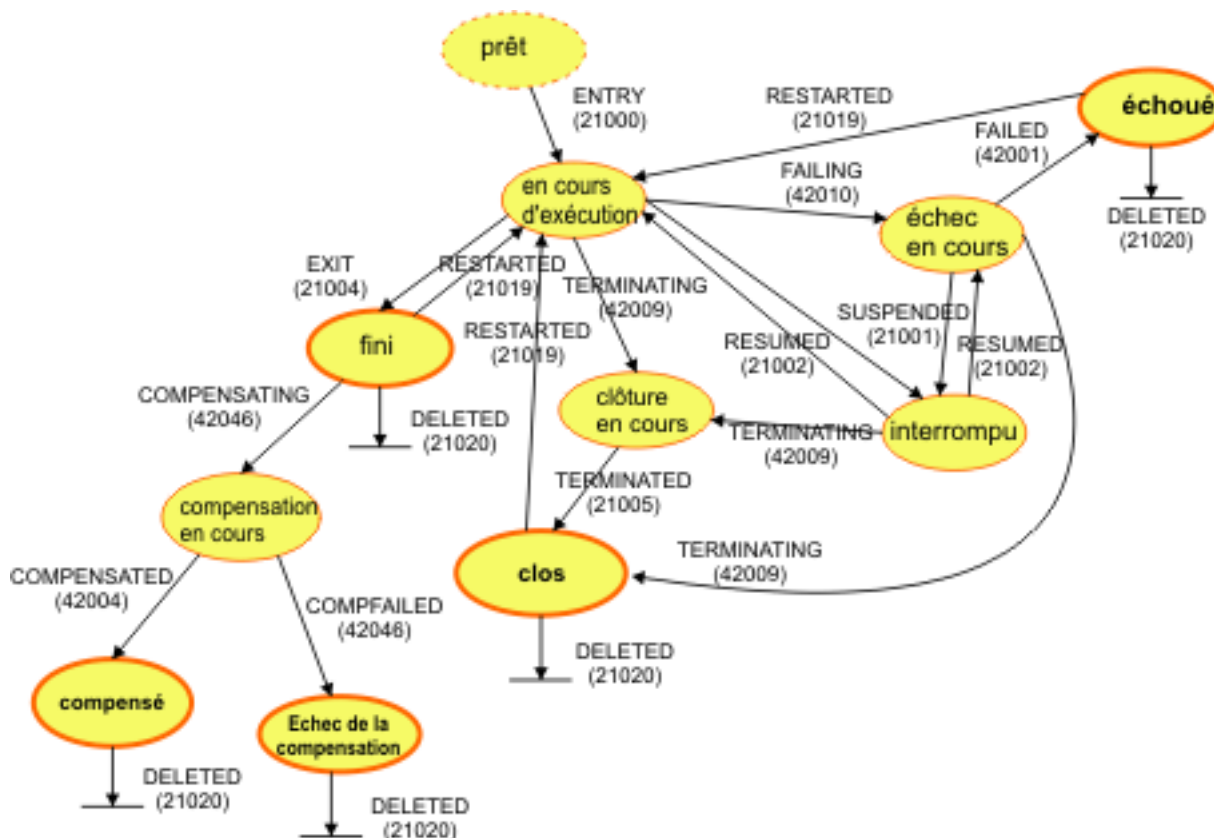 prêt
ENTRY
(21000)
RESTARTED
(21019)
échoué
FAILED
(42001)
FAILING
(42010)
en cours
d'exécution
échec
en cours
DELETED
(21020)
EXIT
(21004)
RESTARTED
(21019)
TERMINATING
(42009)
SUSPENDED
(21001)
RESTARTED
(21019)
RESUMED
(21002)
RESUMED
(21002)
fini
COMPENSATING
(42046)
DELETED
(21020)
clôture
en cours
TERMINATING
(42009)
interrompu
TERMINATED
(21005)
compensation
en cours
clos
TERMINATING
(42009)
COMPENSATED
(42004)
COMPFAILED
(42046)
DELETED
(21020)
compensé
Echec de la
compensation
DELETED
(21020)
DELETED
(21020)